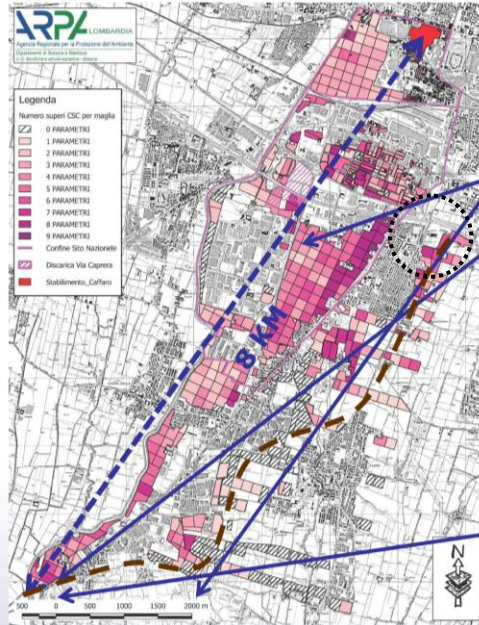 ARPA LOMBARDIA
Agenzia Regionale per la Protezione dell'Ambiente
Legenda
Numero superi CSC per maglia
0 PARAMETRI
1 PARAMETRI
2 PARAMETRI
3 PARAMETRI
4 PARAMETRI
5 PARAMETRI
6 PARAMETRI
7 PARAMETRI
8 PARAMETRI
9 PARAMETRI
Confine Sito Nazionele
Discarica Via Caprera
Stabilimento_Caffaro
8 KM
N
500 0 500 1000 1500 2000 m